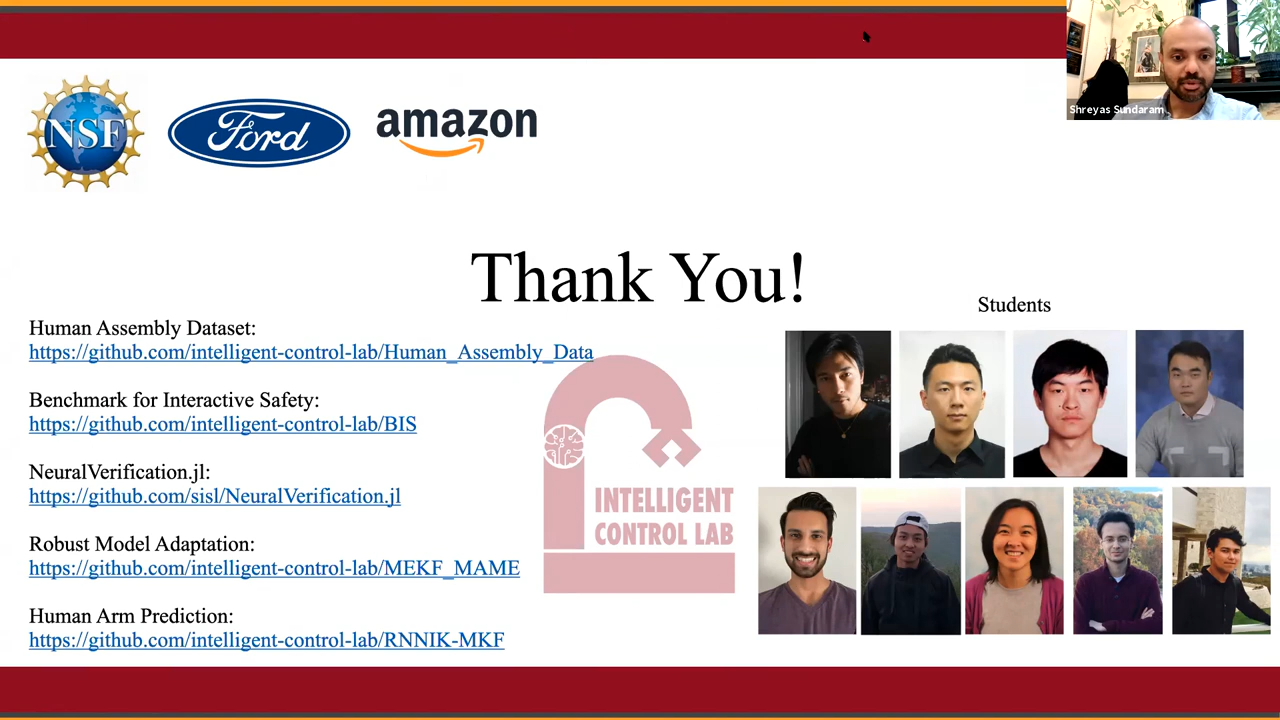 Shreyas Sundaram
NSF
Ford
amazon
Thank You!
Students
Human Assembly Dataset:
https://github.com/intelligent-control-lab/Human_Assembly_Data
Benchmark for Interactive Safety:
https://github.com/intelligent-control-lab/BIS
NeuralVerification.jl:
https://github.com/sisl/NeuralVerification.jl
Robust Model Adaptation:
https://github.com/intelligent-control-lab/MEKF_MAME
Human Arm Prediction:
https://github.com/intelligent-control-lab/RNNIK-MKF
INTELLIGENT
CONTROL LAB